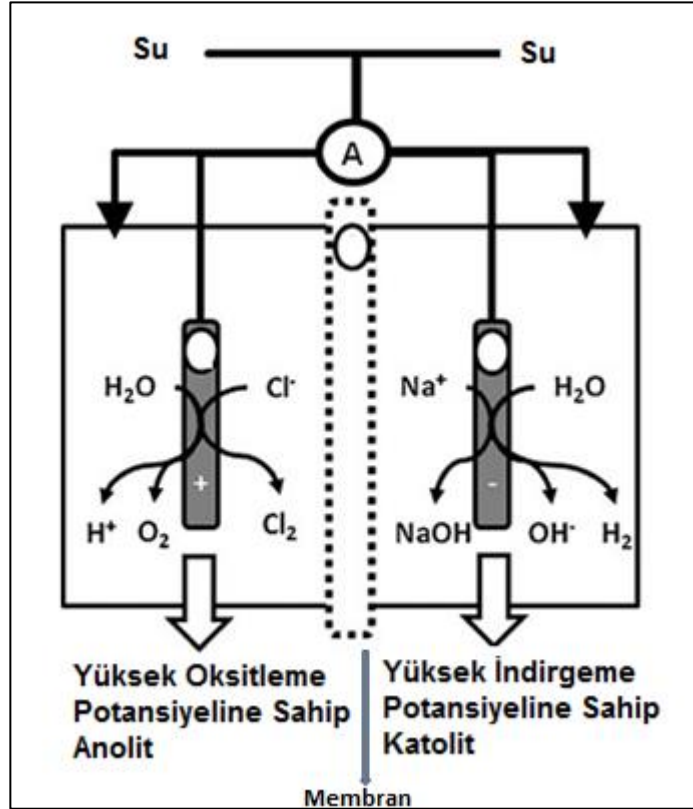 Su Su
A
H₂O Cl⁻ Na⁺ H₂O
+ -
H⁺ O₂ Cl₂ NaOH OH⁻ H₂
Yüksek Oksitleme
Potansiyeline Sahip
Anolit
Yüksek İndirgeme
Potansiyeline Sahip
Katolit
Membran